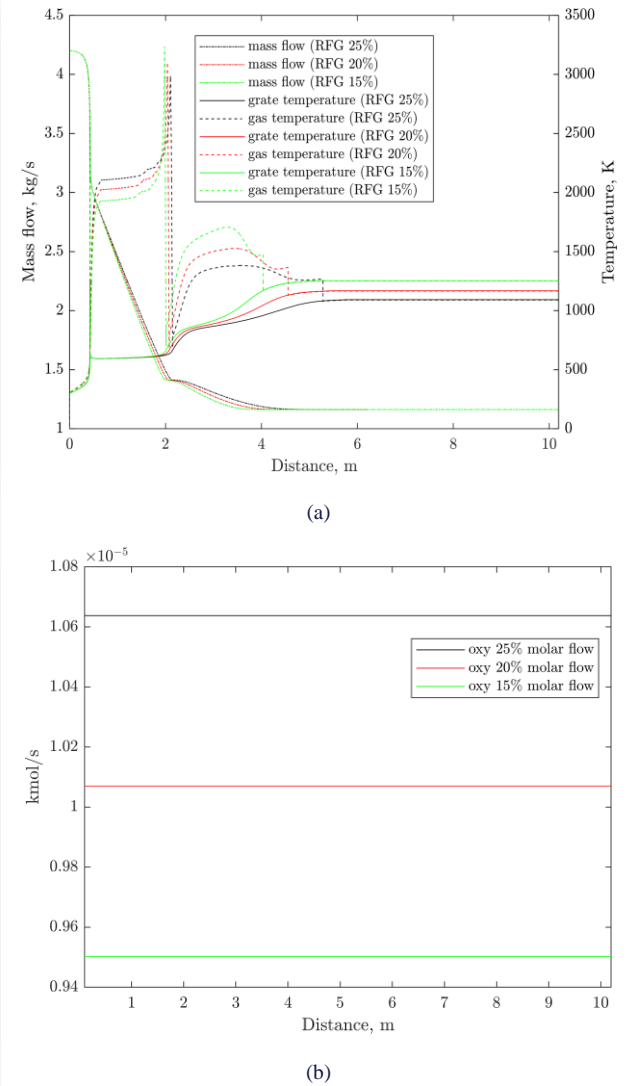 4.5
4
3.5
3
2.5
2
1.5
1
Mass flow, kg/s
mass flow (RFG 25%)
mass flow (RFG 20%)
mass flow (RFG 15%)
grate temperature (RFG 25%)
gas temperature (RFG 25%)
grate temperature (RFG 20%)
gas temperature (RFG 20%)
grate temperature (RFG 15%)
gas temperature (RFG 15%)
3500
3000
2500
2000
1500
1000
500
0
Temperature, K
0 2 4 6 8 10
Distance, m
(a)
×10⁻⁵
1.08
1.06
1.04
1.02
1
0.98
0.96
0.94
kmol/s
oxy 25% molar flow
oxy 20% molar flow
oxy 15% molar flow
1 2 3 4 5 6 7 8 9 10
Distance, m
(b)